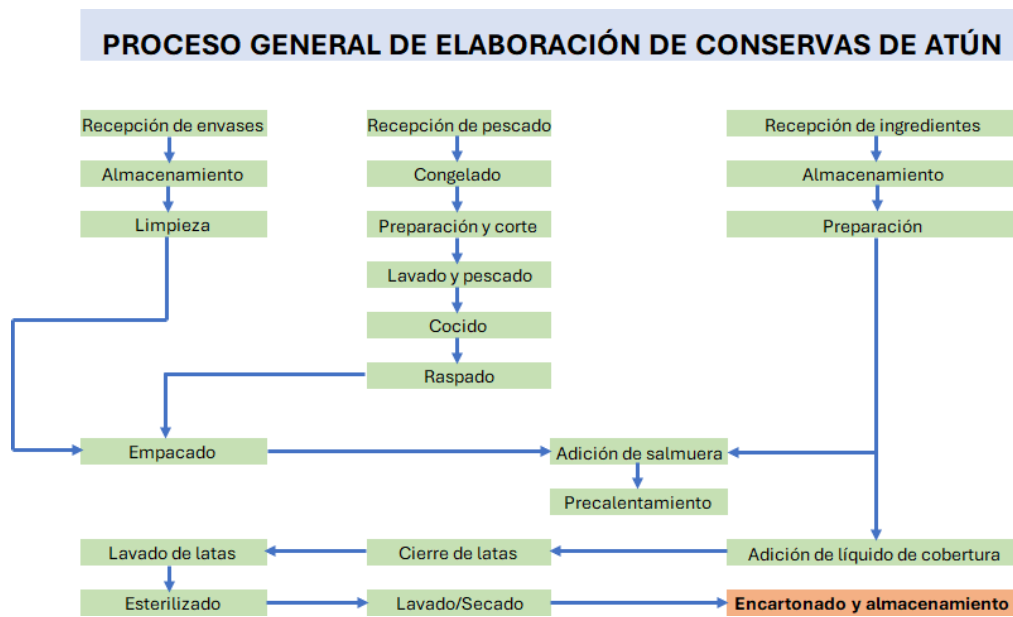 PROCESO GENERAL DE ELABORACIÓN DE CONSERVAS DE ATÚN
Recepción de envases
Recepción de pescado
Recepción de ingredientes
Almacenamiento
Congelado
Almacenamiento
Limpieza
Preparación y corte
Preparación
Lavado y pescado
Cocido
Raspado
Empacado
Adición de salmuera
Precalentamiento
Lavado de latas
Cierre de latas
Adición de líquido de cobertura
Esterilizado
Lavado/Secado
Encartonado y almacenamiento